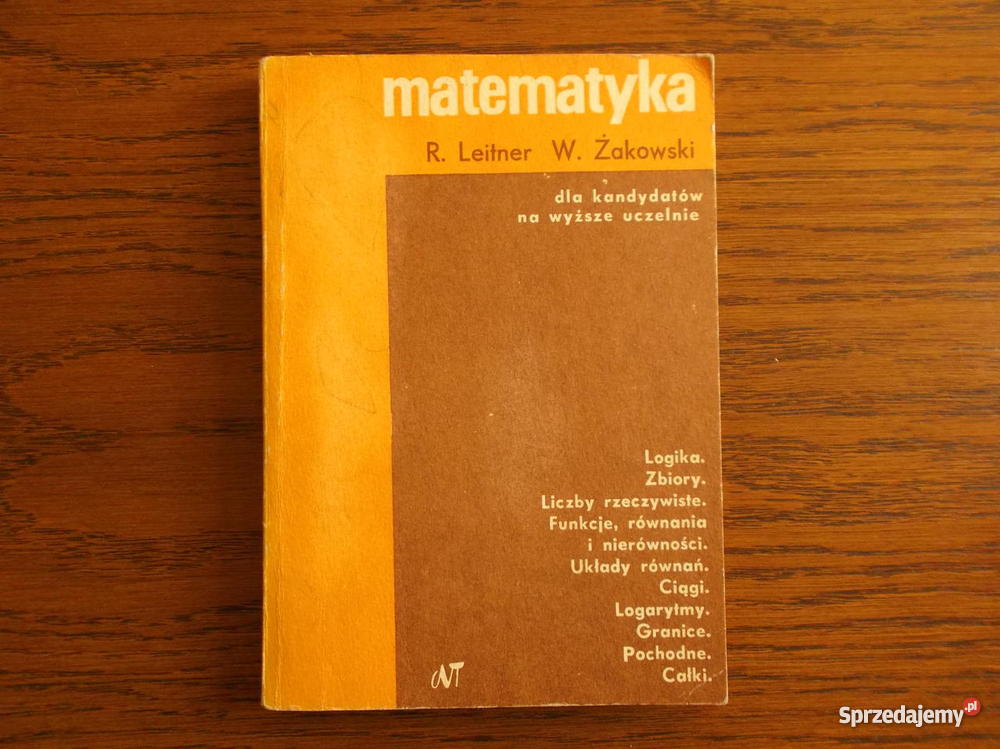 matematyka
R. Leitner W. Żakowski
dla kandydatów
na wyższe uczelnie
Logika.
Zbiory.
Liczby rzeczywiste.
Funkcje, równania
i nierówności.
Układy równań.
Ciągi.
Logarytmy.
Granice.
Pochodne.
Całki.
NT
Sprzedajemy.pl